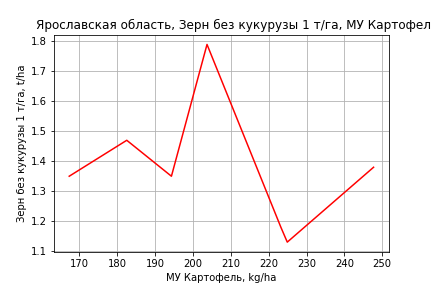 Ярославская область, Зерн без кукурузы 1 т/га, МУ Картофел
1.8
1.7
1.6
1.5
1.4
1.3
1.2
1.1
Зерн без кукурузы 1 т/га, t/ha
170 180 190 200 210 220 230 240 250
МУ Картофель, kg/ha